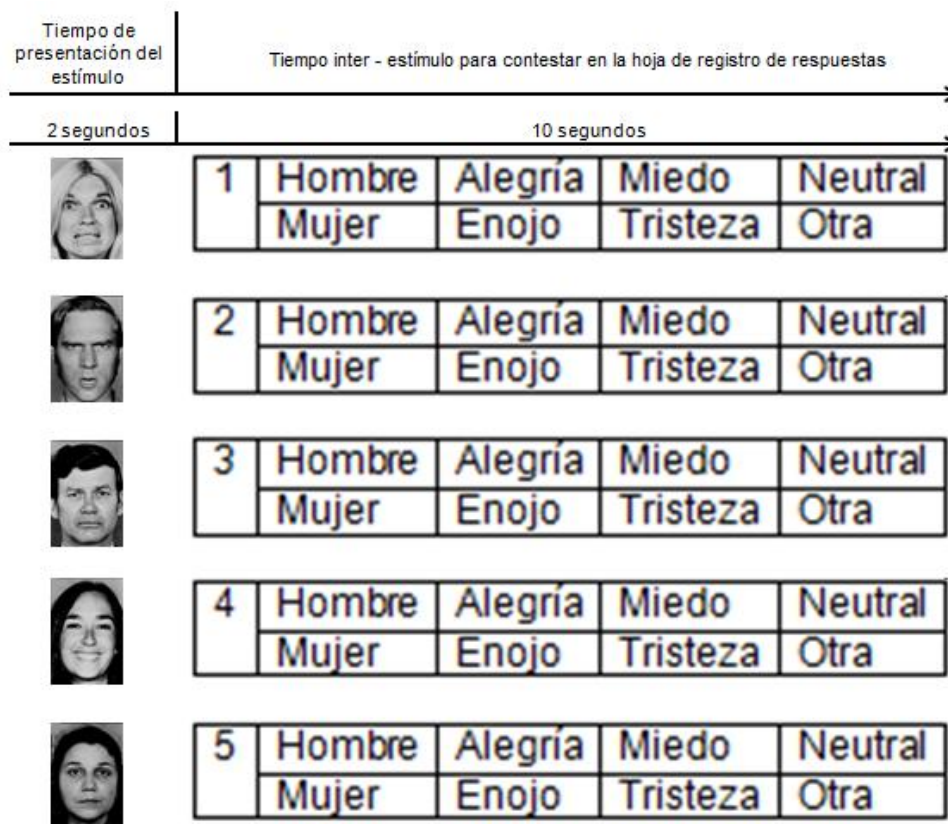 Tiempo de
presentación del
estímulo
Tiempo inter - estímulo para contestar en la hoja de registro de respuestas
2 segundos
10 segundos
1 Hombre Alegría Miedo Neutral
Mujer Enojo Tristeza Otra
2 Hombre Alegría Miedo Neutral
Mujer Enojo Tristeza Otra
3 Hombre Alegría Miedo Neutral
Mujer Enojo Tristeza Otra
4 Hombre Alegría Miedo Neutral
Mujer Enojo Tristeza Otra
5 Hombre Alegría Miedo Neutral
Mujer Enojo Tristeza Otra